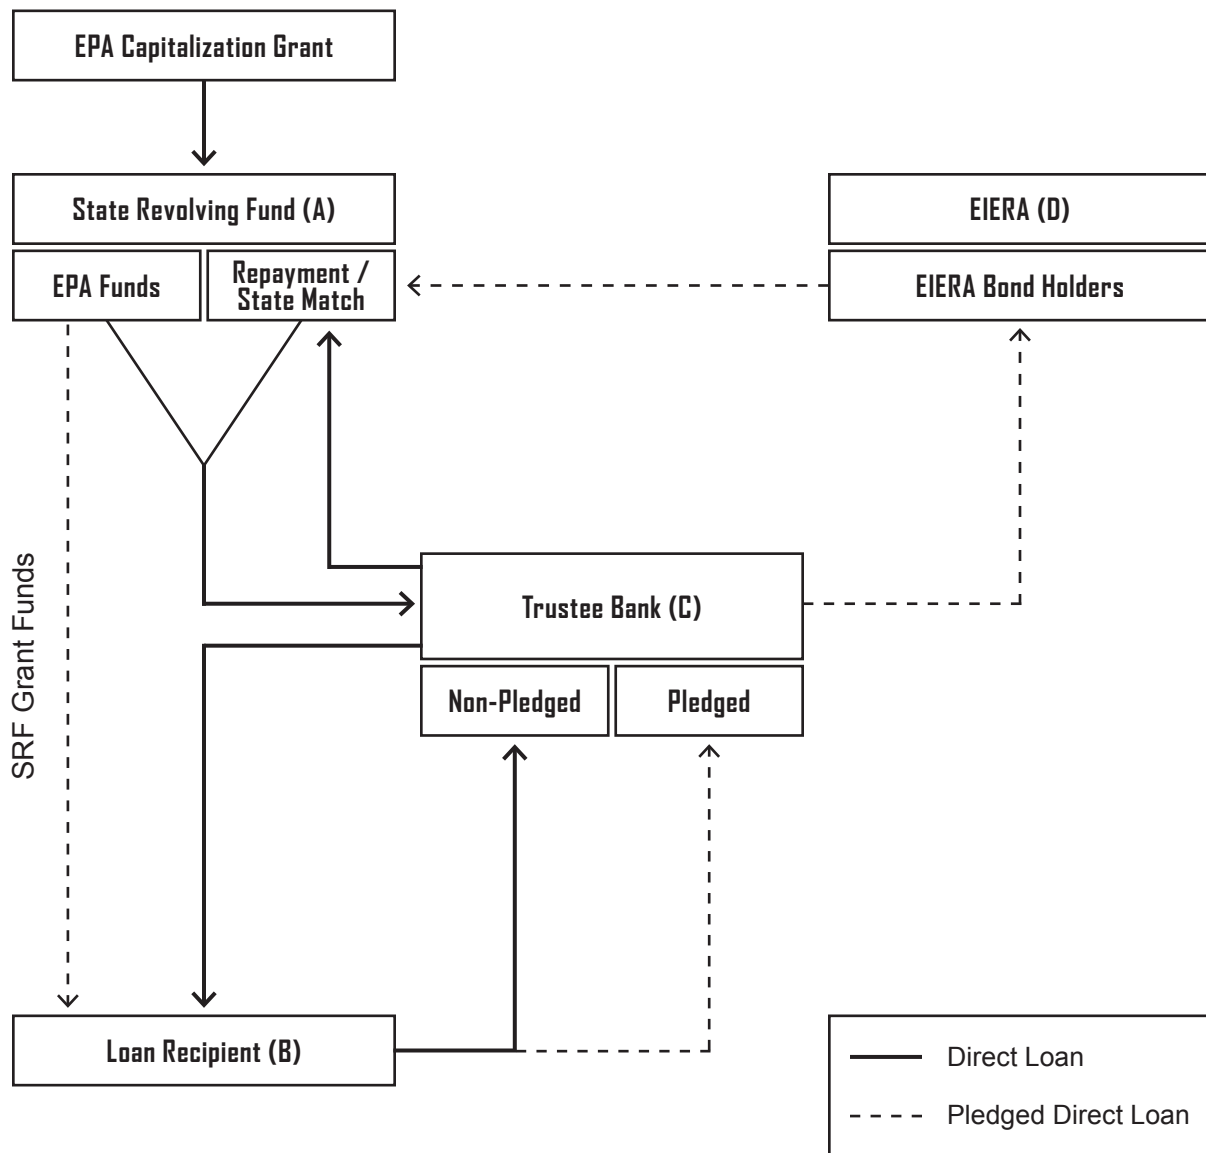 EPA Capitalization Grant
State Revolving Fund (A)
EPA Funds
Repayment /
State Match
EIERA (D)
EIERA Bond Holders
SRF Grant Funds
Trustee Bank (C)
Non-Pledged
Pledged
Loan Recipient (B)
Direct Loan
Pledged Direct Loan